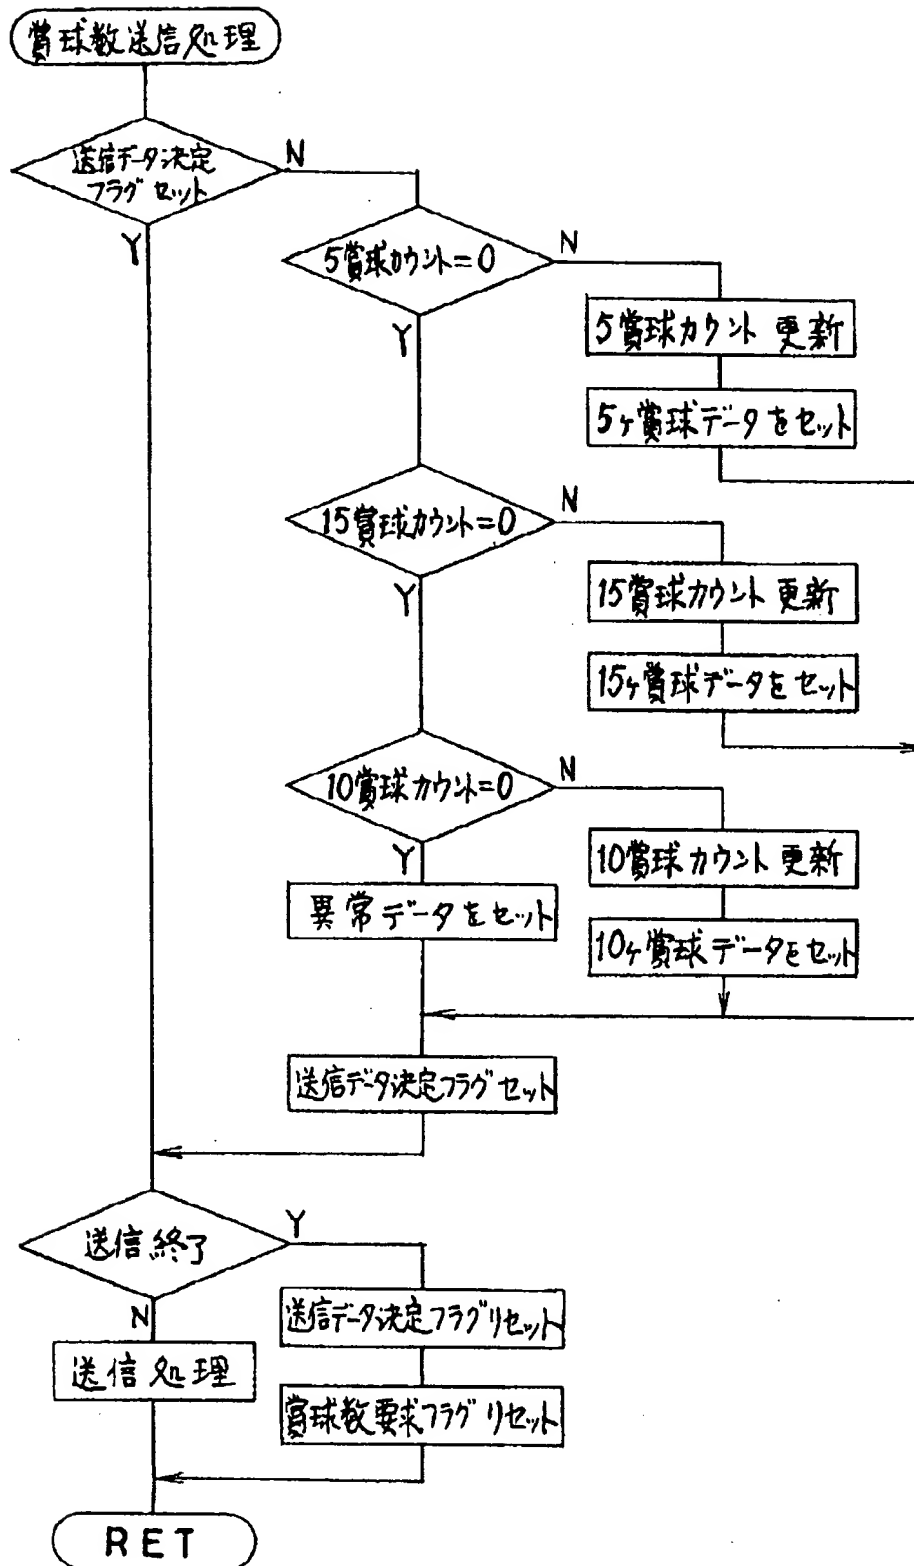 賞球数送信処理
送信データ決定
フラグ セット
N
Y
5賞球カウント=0
N
Y
5賞球カウント 更新
5ヶ賞球データをセット
15賞球カウント=0
N
Y
15賞球カウント 更新
15ヶ賞球データをセット
10賞球カウント=0
N
Y
10賞球カウント 更新
10ヶ賞球データをセット
異常データをセット
送信データ決定フラグセット
送信終了
Y
N
送信データ決定フラグリセット
送信処理
賞球数要求フラグリセット
RET